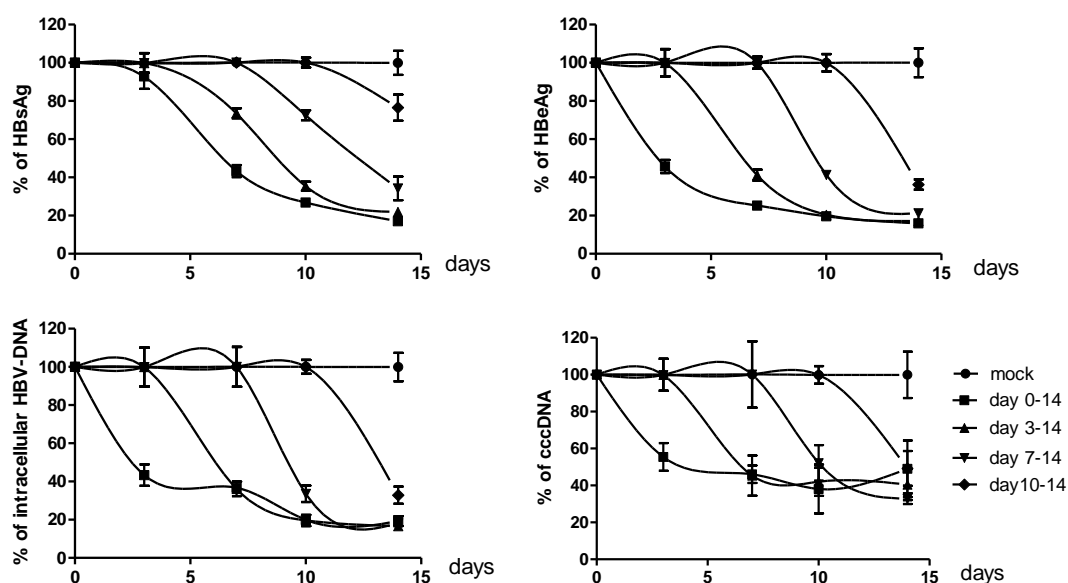 % of HBsAg
120
100
80
60
40
20
0
0 5 10 15 days
% of HBeAg
120
100
80
60
40
20
0
0 5 10 15 days
% of intracellular HBV-DNA
120
100
80
60
40
20
0
0 5 10 15 days
% of cccDNA
120
100
80
60
40
20
0
0 5 10 15 days
mock
day 0-14
day 3-14
day 7-14
day10-14